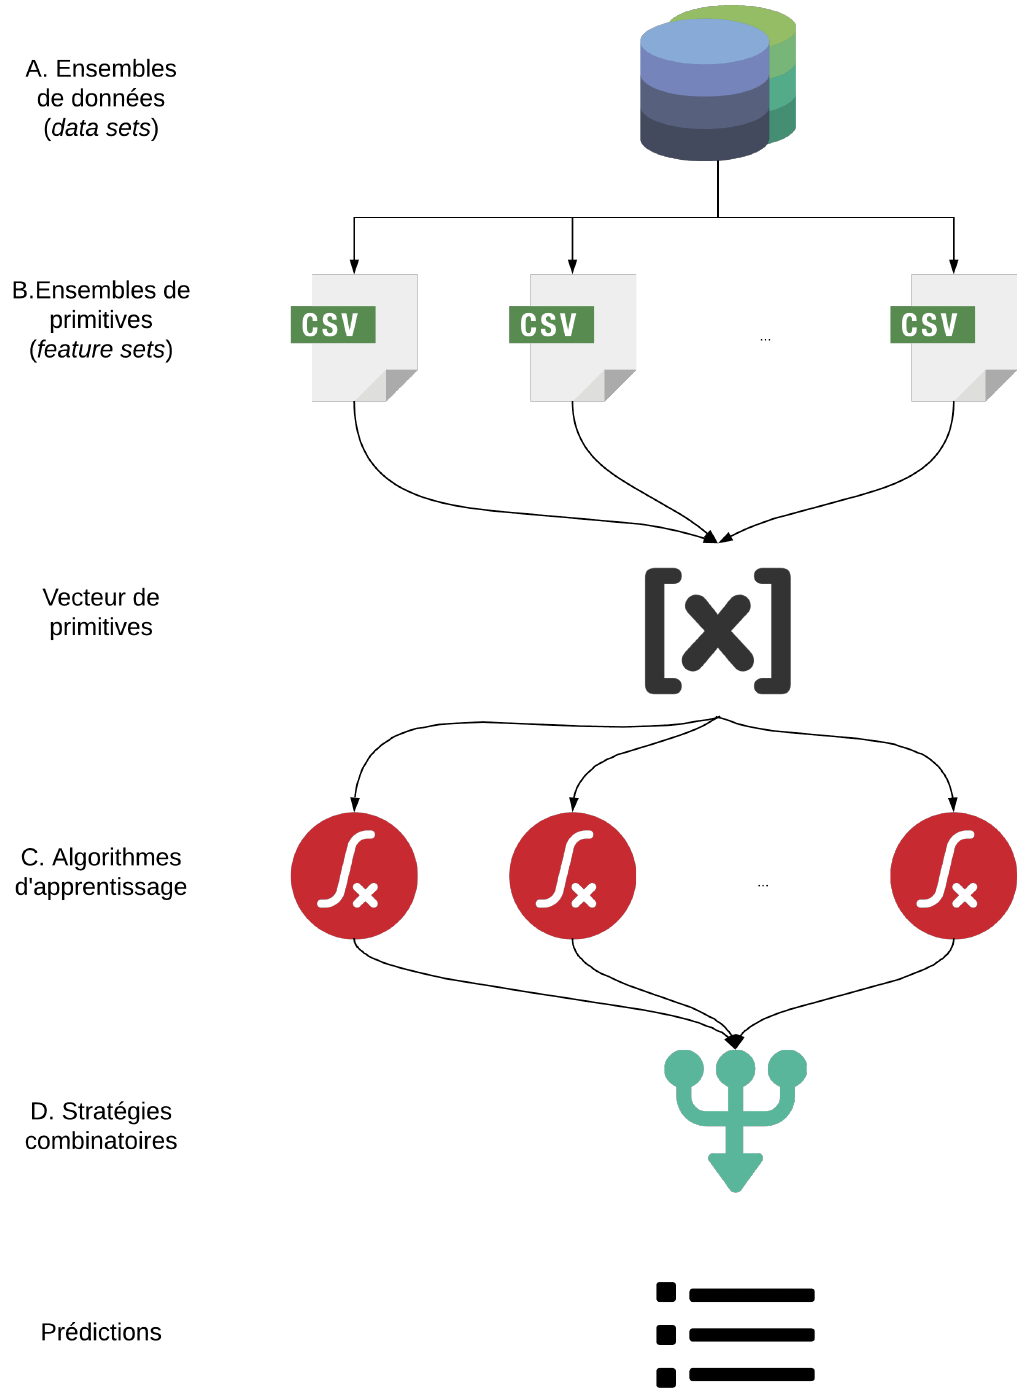 A. Ensembles
de données
(data sets)
B.Ensembles de
primitives
(feature sets)
CSV
CSV
...
CSV
Vecteur de
primitives
[x]
C. Algorithmes
d'apprentissage
...
D. Stratégies
combinatoires
Prédictions